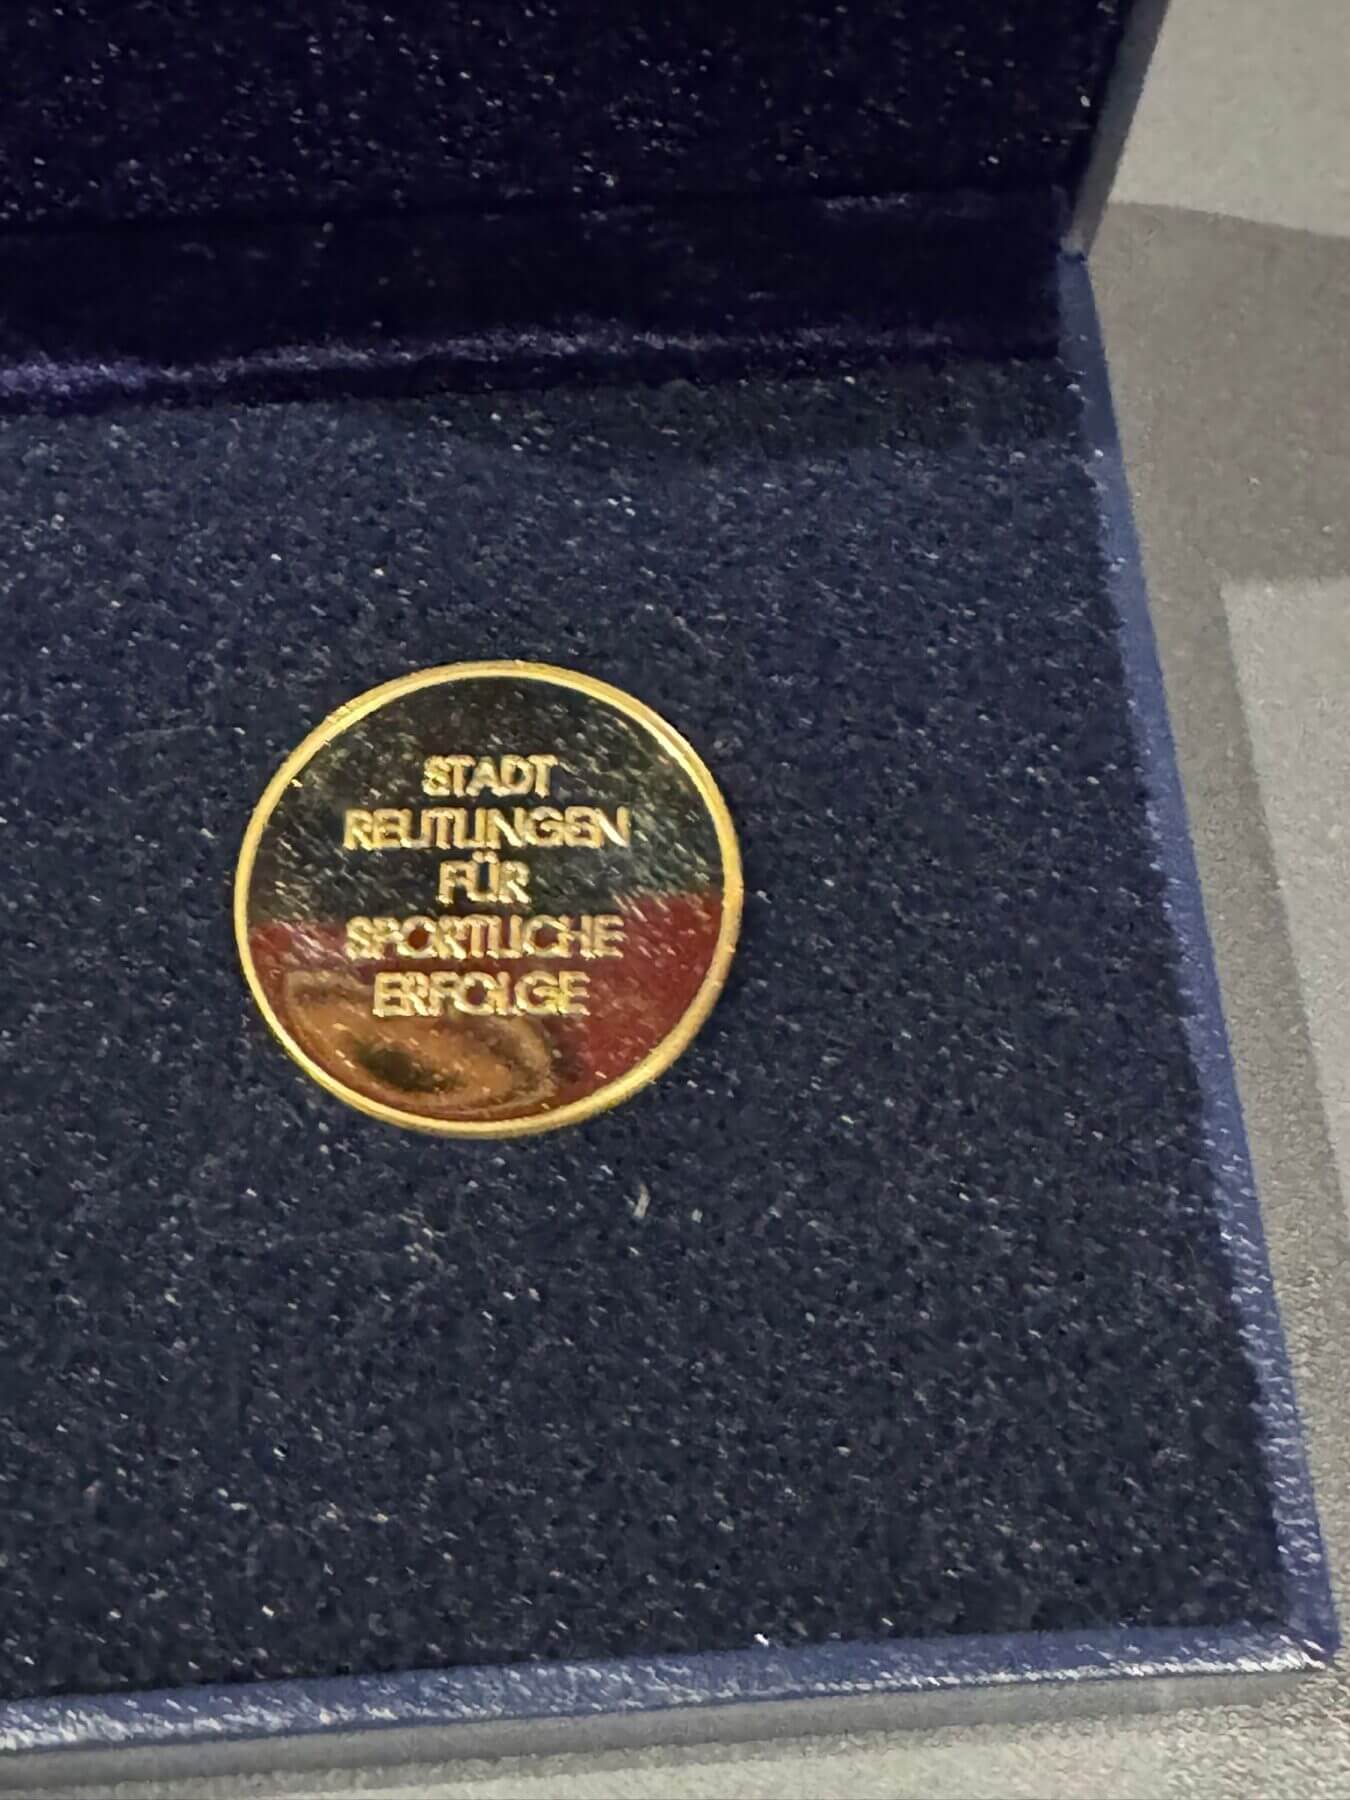 STADT
REUTLINGEN
FÜR
SPORTLICHE
ERFOLGE